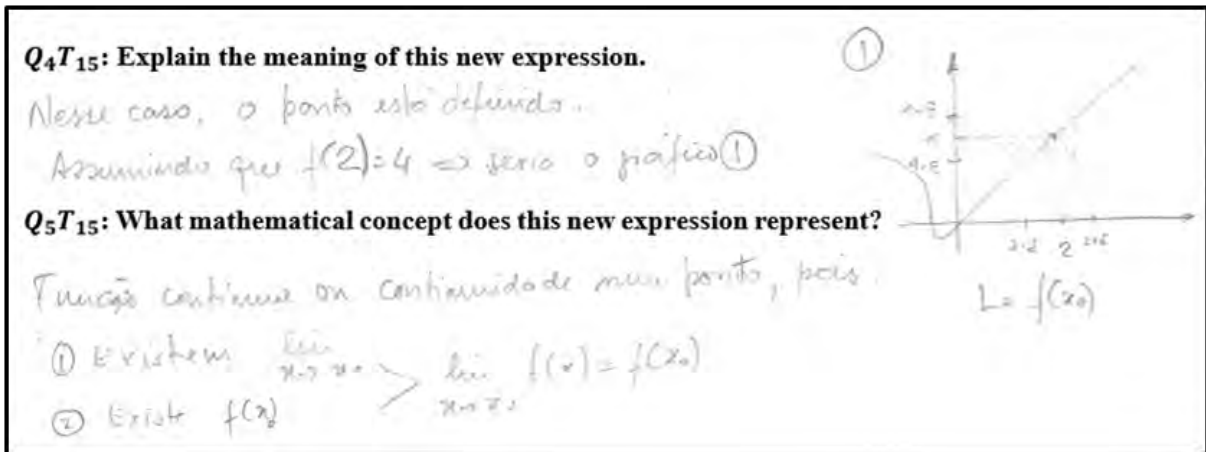 Q₄T₁₅: Explain the meaning of this new expression.
①
Nesse caso, o ponto está definido.
Assumindo que f(2)=4 => seria o gráfico ①
Q₅T₁₅: What mathematical concept does this new expression represent?
2
Função contínua ou continuidade num ponto, pois.
L = f(x₀)
① Existem lim x→x₀
lim x→x₀ f(x) = f(x₀)
② Existe f(x₀)